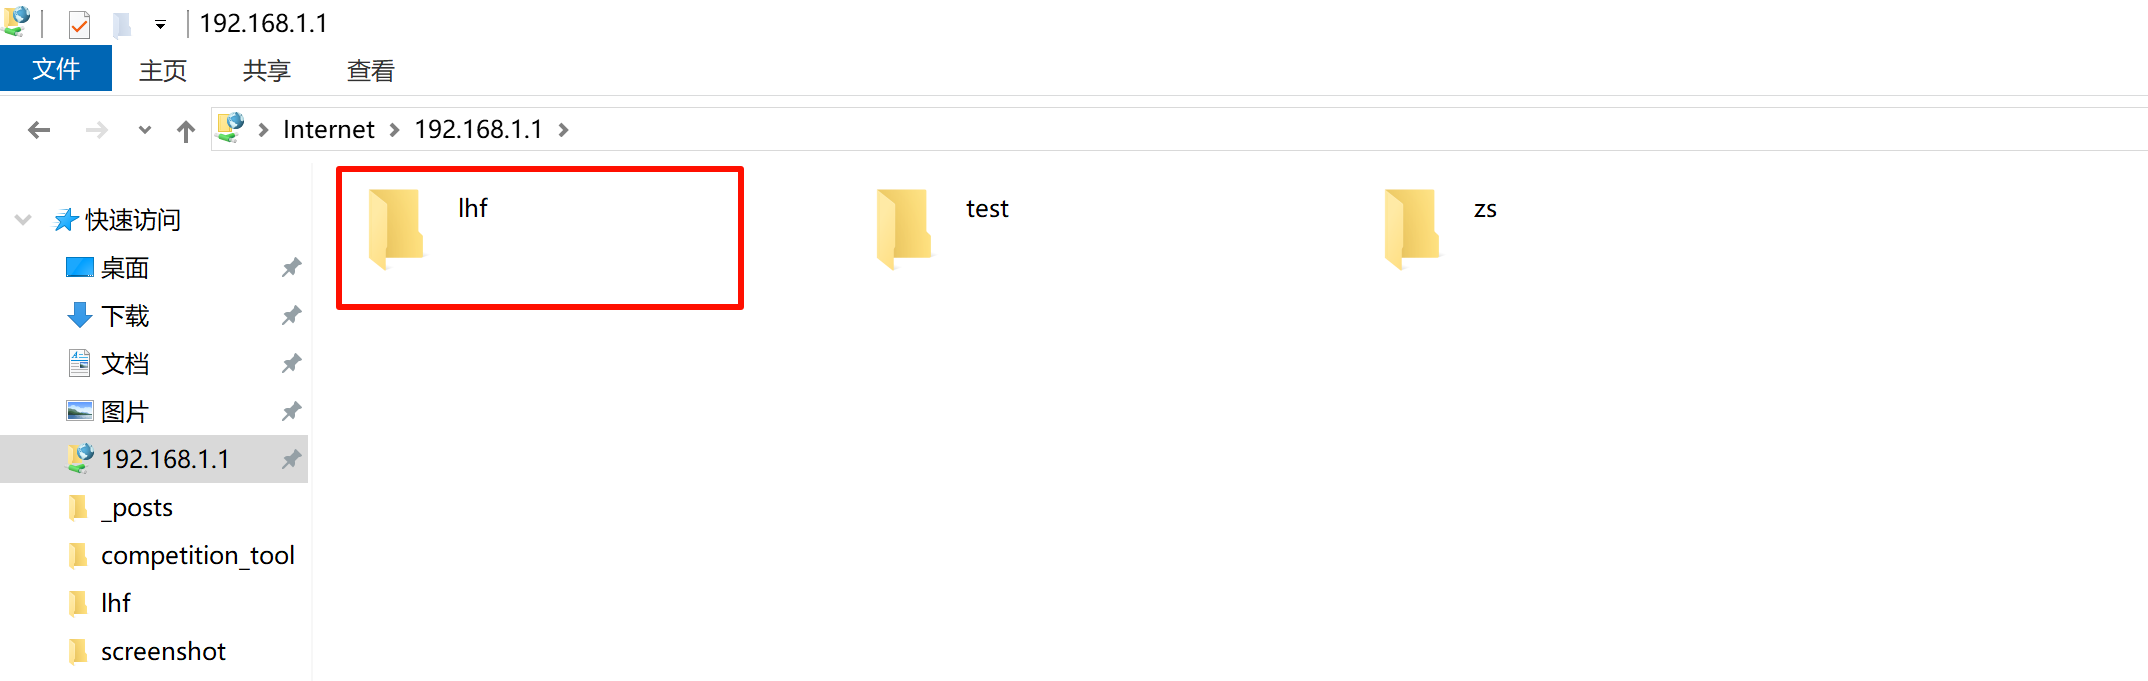 192.168.1.1
文件 主页 共享 查看
Internet 192.168.1.1
lhf test zs
快速访问
桌面
下载
文档
图片
192.168.1.1
_posts
competition_tool
lhf
screenshot